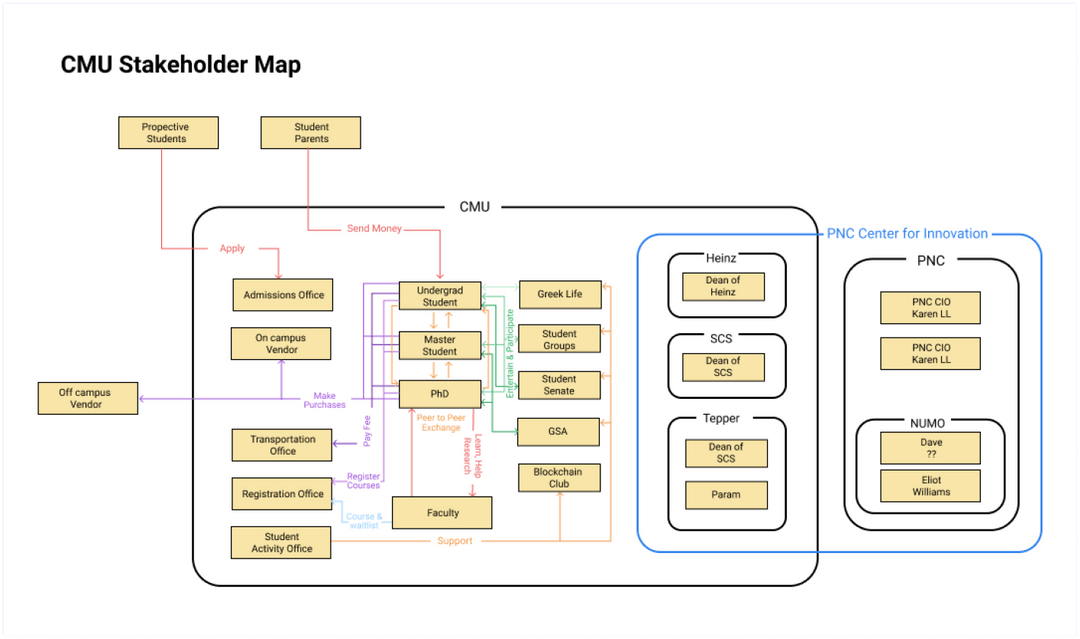 CMU Stakeholder Map
Propective
Students
Student
Parents
CMU
Send Money
Apply
PNC Center for Innovation
Heinz
Dean of
Heinz
PNC
PNC CIO
Karen LL
PNC CIO
Karen LL
Admissions Office
Undergrad
Student
Greek Life
On campus
Vendor
Master
Student
Student
Groups
Entertain & Participate
SCS
Dean of
SCS
Off campus
Vendor
Make
Purchases
PhD
Student
Senate
Peer to Peer
Exchange
Pay Fee
Learn, Help
Research
GSA
Tepper
Dean of
SCS
Param
NUMO
Dave
??
Eliot
Williams
Transportation
Office
Register
Courses
Blockchain
Club
Registration Office
Course &
waitlist
Faculty
Student
Activity Office
Support